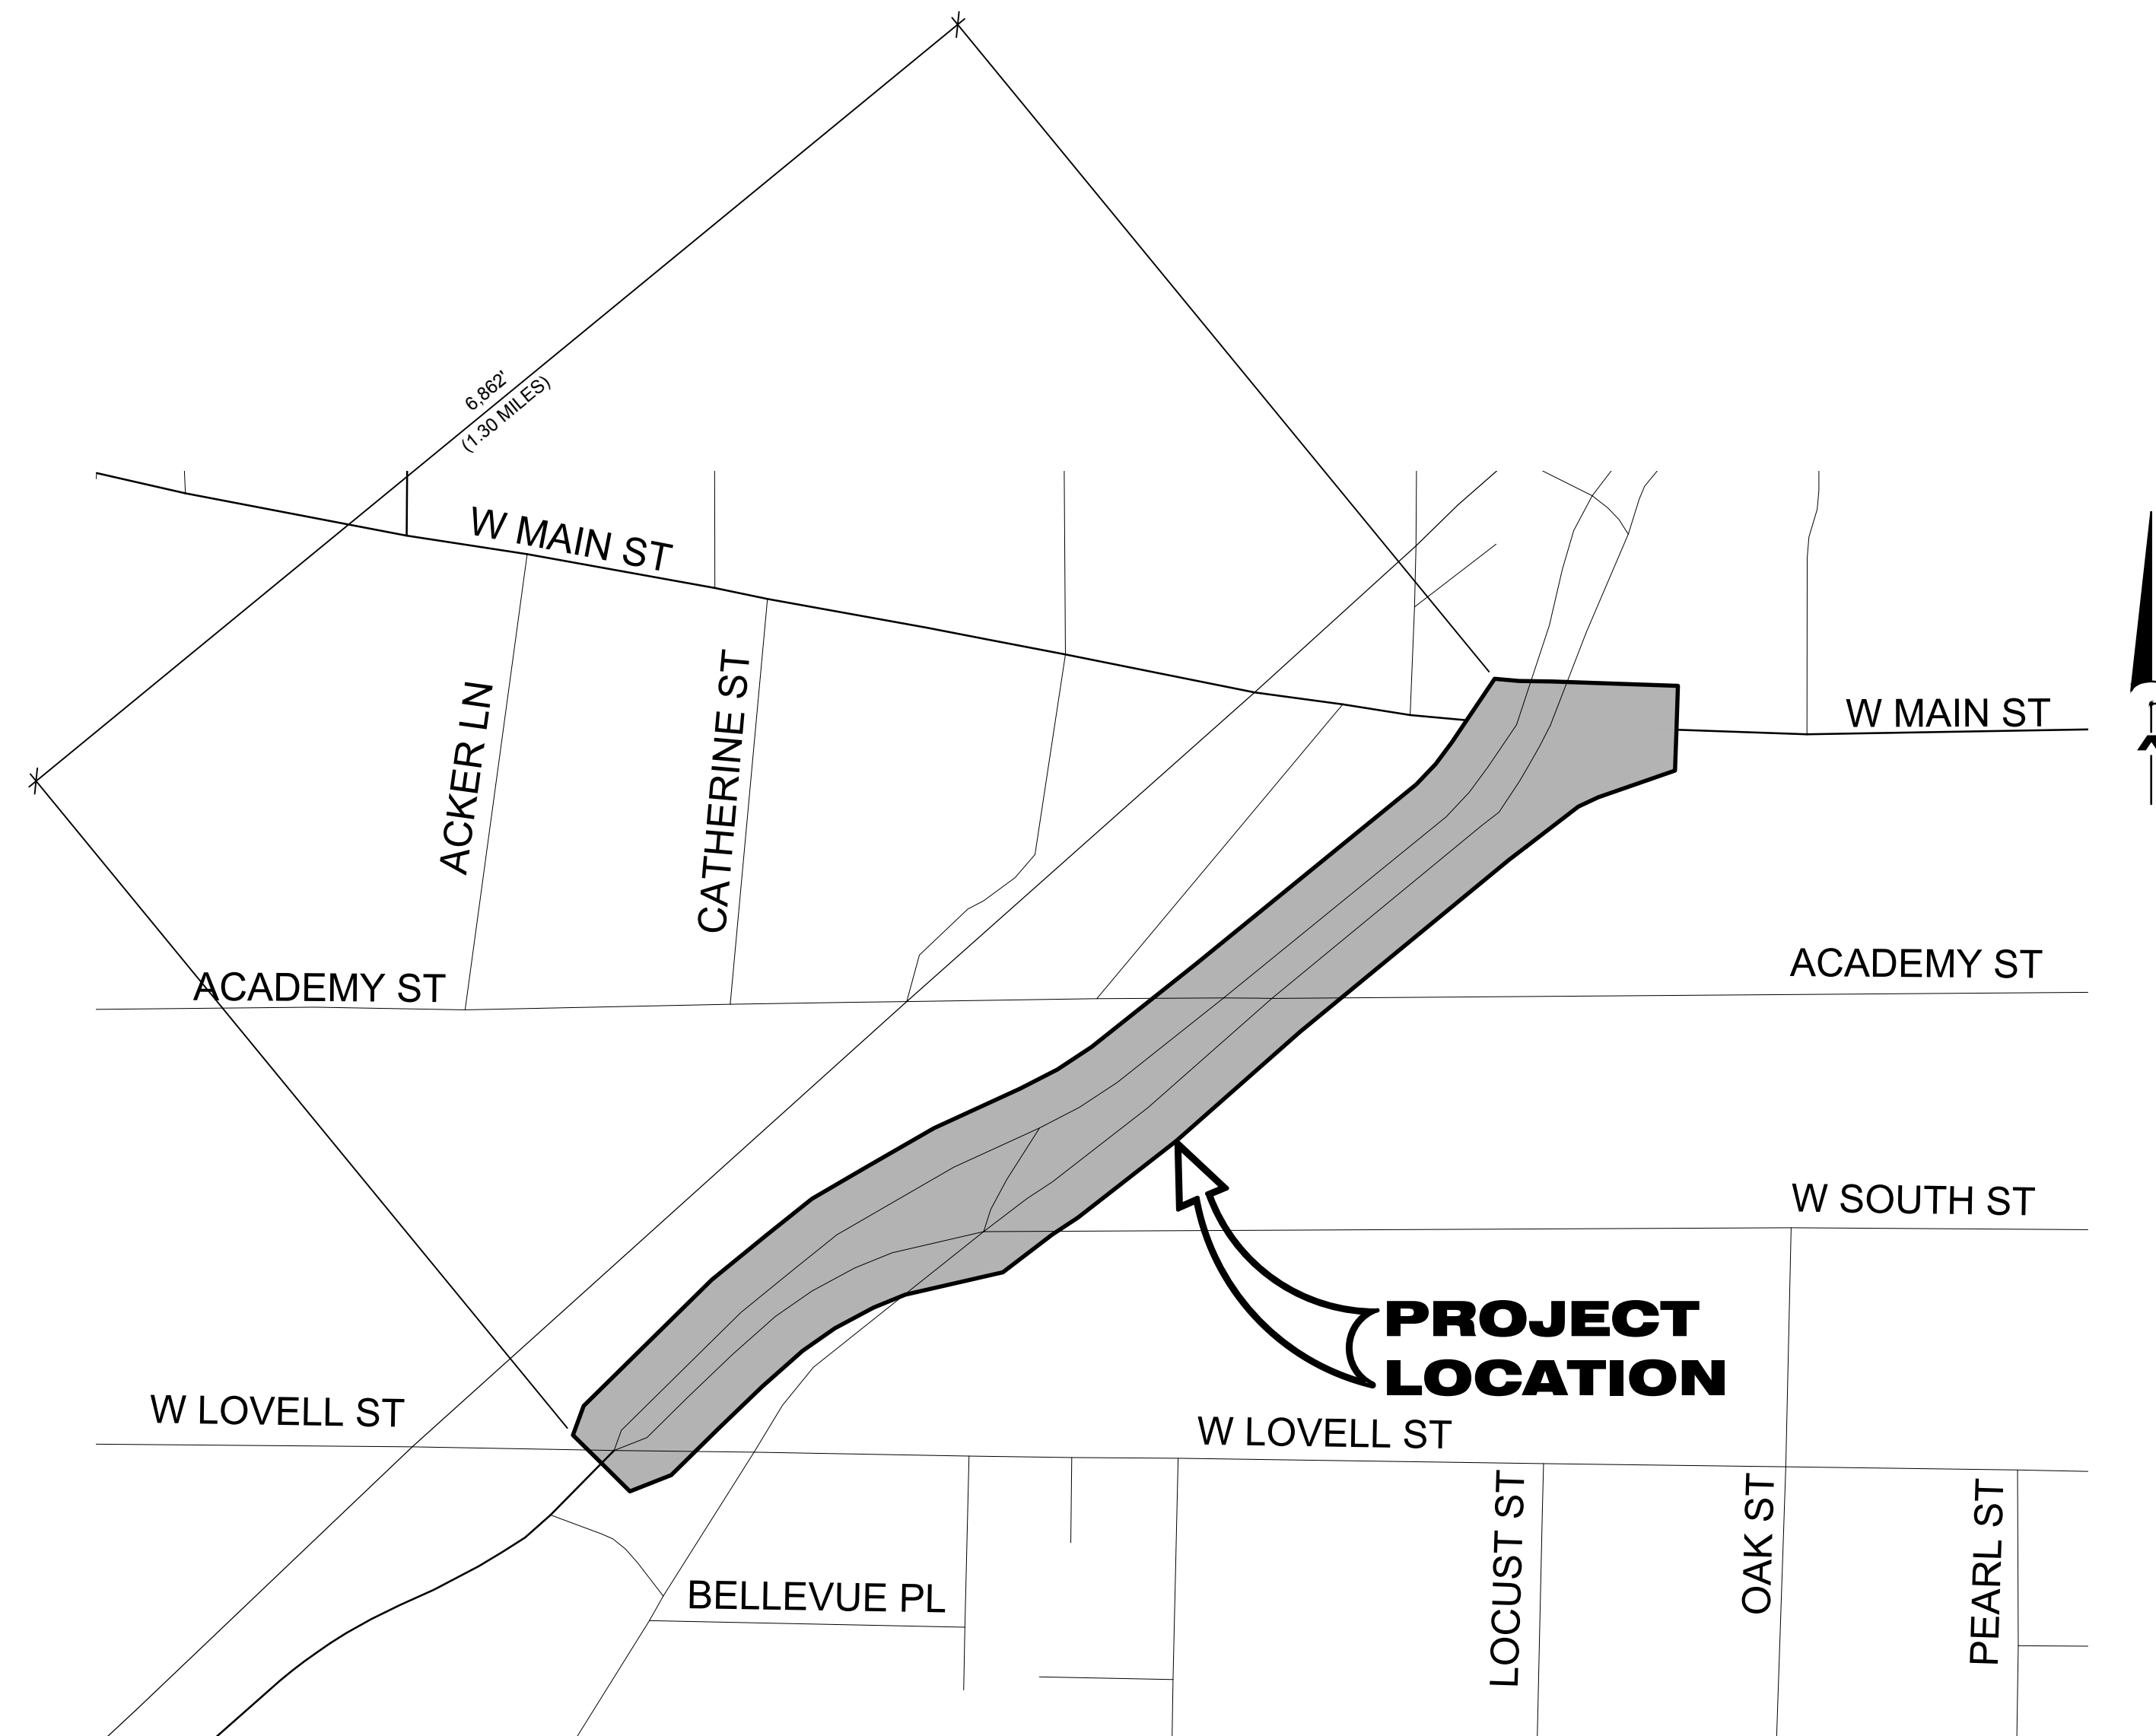 6,862'
(1.30 MILES)
W MAIN ST
ACKER LN
CATHERINE ST
W MAIN ST
ACADEMY ST
ACADEMY ST
W SOUTH ST
PROJECT
LOCATION
W LOVELL ST
W LOVELL ST
LOCUST ST
OAK ST
PEARL ST
BELLEVUE PL